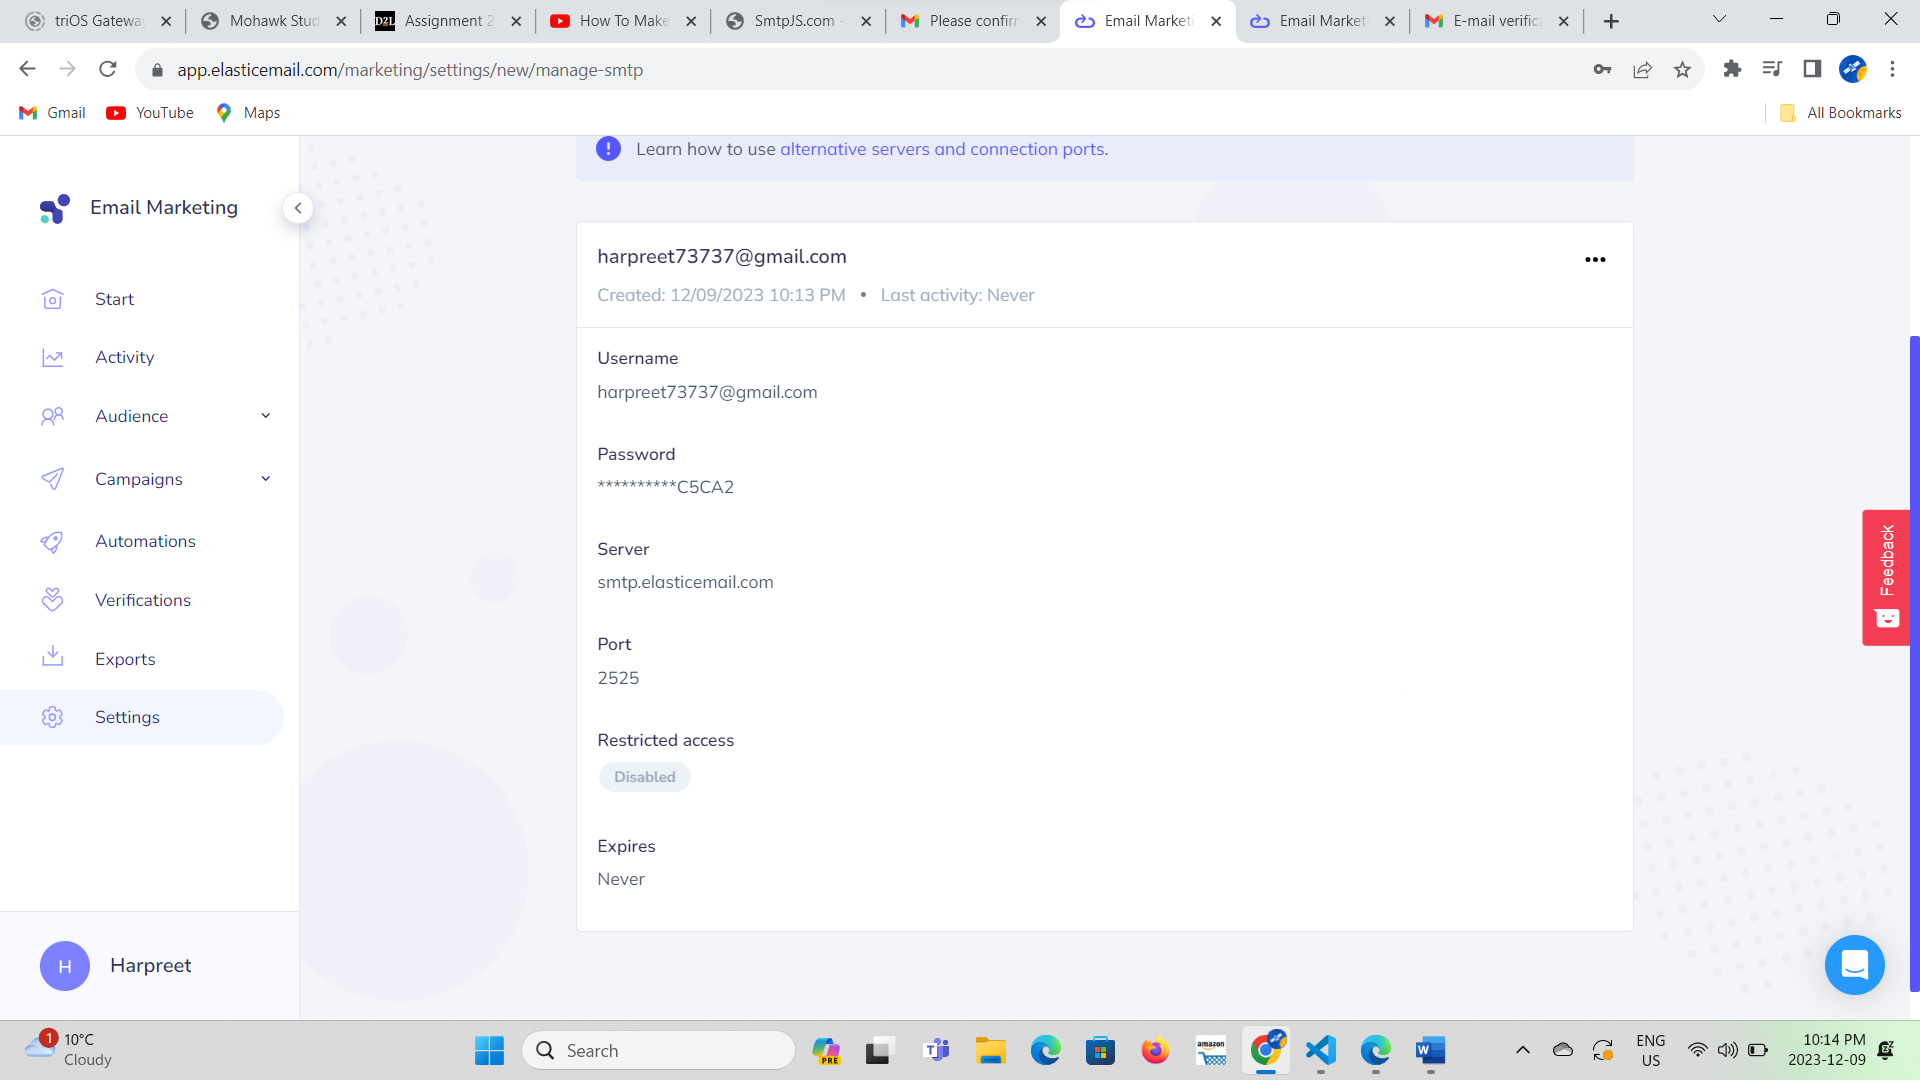 triOS Gateway
Mohawk Stud
D2L
Assignment 2
How To Make
SmtpJS.com -
Please confirm
Email Marketi
Email Marketi
E-mail verifica
app.elasticemail.com/marketing/settings/new/manage-smtp
Gmail
YouTube
Maps
All Bookmarks
Learn how to use alternative servers and connection ports.
Email Marketing
Start
Activity
Audience
Campaigns
Automations
Verifications
Exports
Settings
H
Harpreet
harpreet73737@gmail.com
Created: 12/09/2023 10:13 PM • Last activity: Never
Username
harpreet73737@gmail.com
Password
**********C5CA2
Server
smtp.elasticemail.com
Port
2525
Restricted access
Disabled
Expires
Never
Feedback
1
10°C
Cloudy
Search
PRE
amazon
ENG
US
10:14 PM
2023-12-09